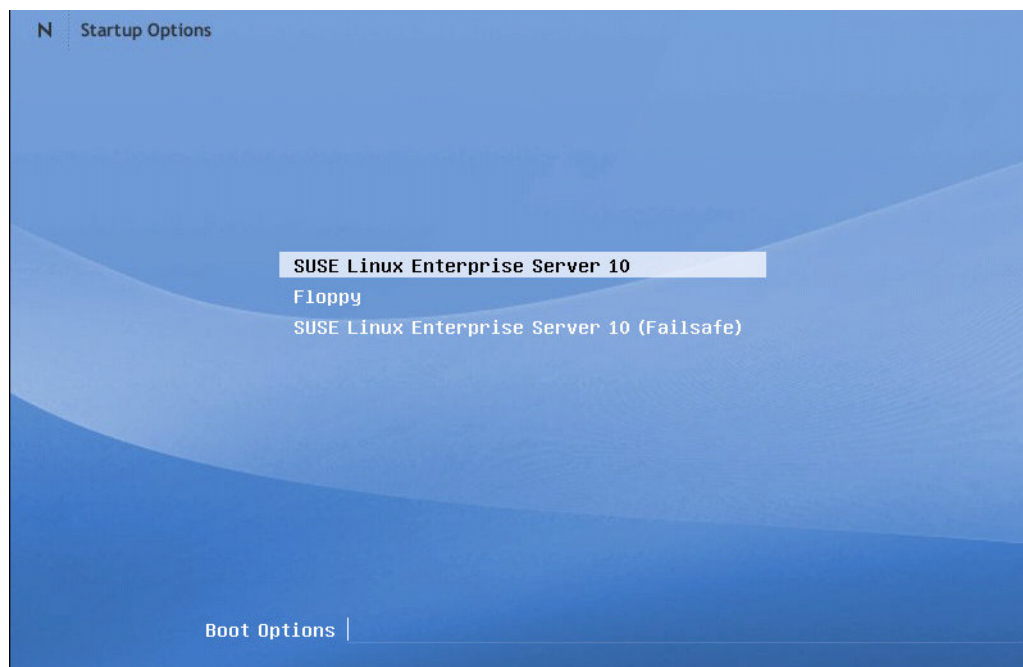 N Startup Options
SUSE Linux Enterprise Server 10
Floppy
SUSE Linux Enterprise Server 10 (Failsafe)
Boot Options